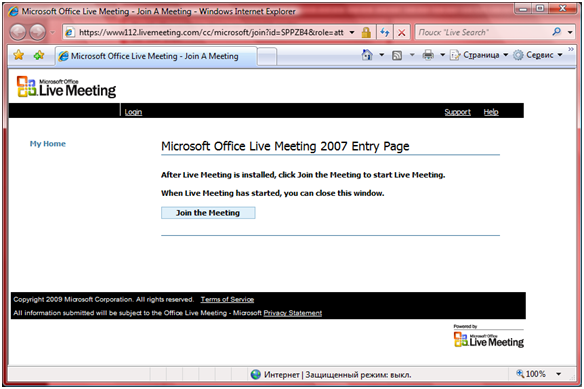 Microsoft Office Live Meeting - Join A Meeting - Windows Internet Explorer
https://www112.livemeeting.com/cc/microsoft/join?id=SPPZB4&role=att
Поиск "Live Search"
Microsoft Office Live Meeting - Join A Meeting
Страница
Сервис
Microsoft Office
Live Meeting
Login
Support
Help
My Home
Microsoft Office Live Meeting 2007 Entry Page
After Live Meeting is installed, click Join the Meeting to start Live Meeting.
When Live Meeting has started, you can close this window.
Join the Meeting
Copyright 2009 Microsoft Corporation. All rights reserved. Terms of Service
All information submitted will be subject to the Office Live Meeting - Microsoft Privacy Statement
Powered by
Microsoft Office
Live Meeting
Интернет | Защищенный режим: выкл.
100%